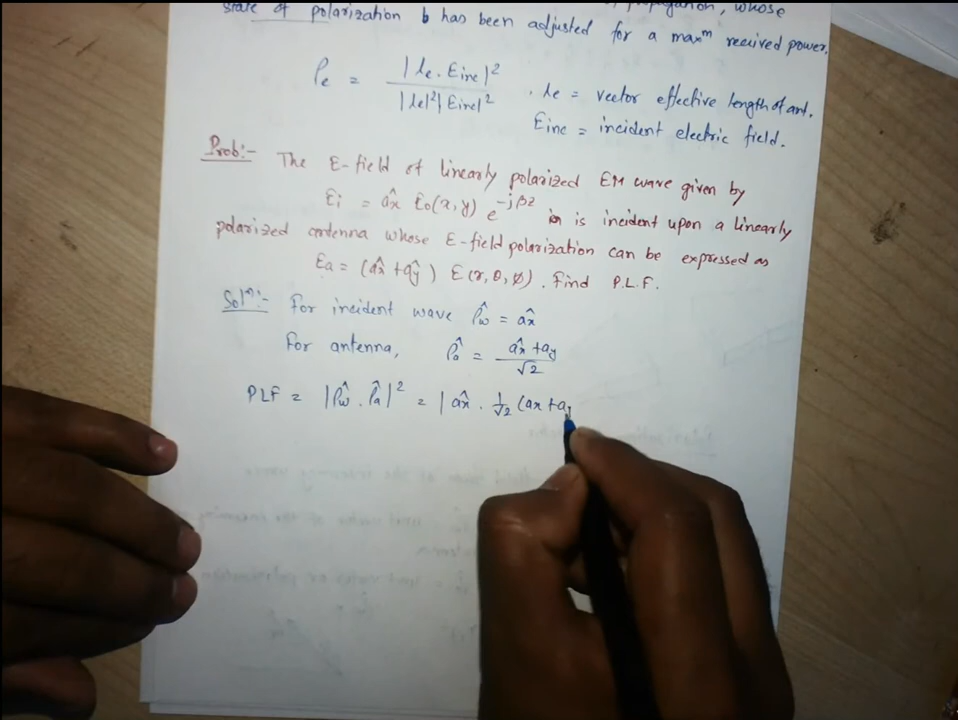 propagation, whose
state of polarization b has been adjusted for a maxᵐ received power.
Pe = |le . Einc|² / |le|²|Einc|² , le = vector effective length of ant.
Einc = incident electric field.
Prob:- The E-field of linearly polarized EM wave given by
Ei = âx E0(x, y) e^-jβz is incident upon a linearly
polarized antenna whose E-field polarization can be expressed as
Ea = (âx + ây) E(r, θ, φ). Find P.L.F.
Solⁿ:- For incident wave ρ̂w = âx
For antenna, ρ̂a = (âx + ay)/√2
PLF = |ρ̂w . ρ̂a|² = | âx . 1/√2 (ax + ay